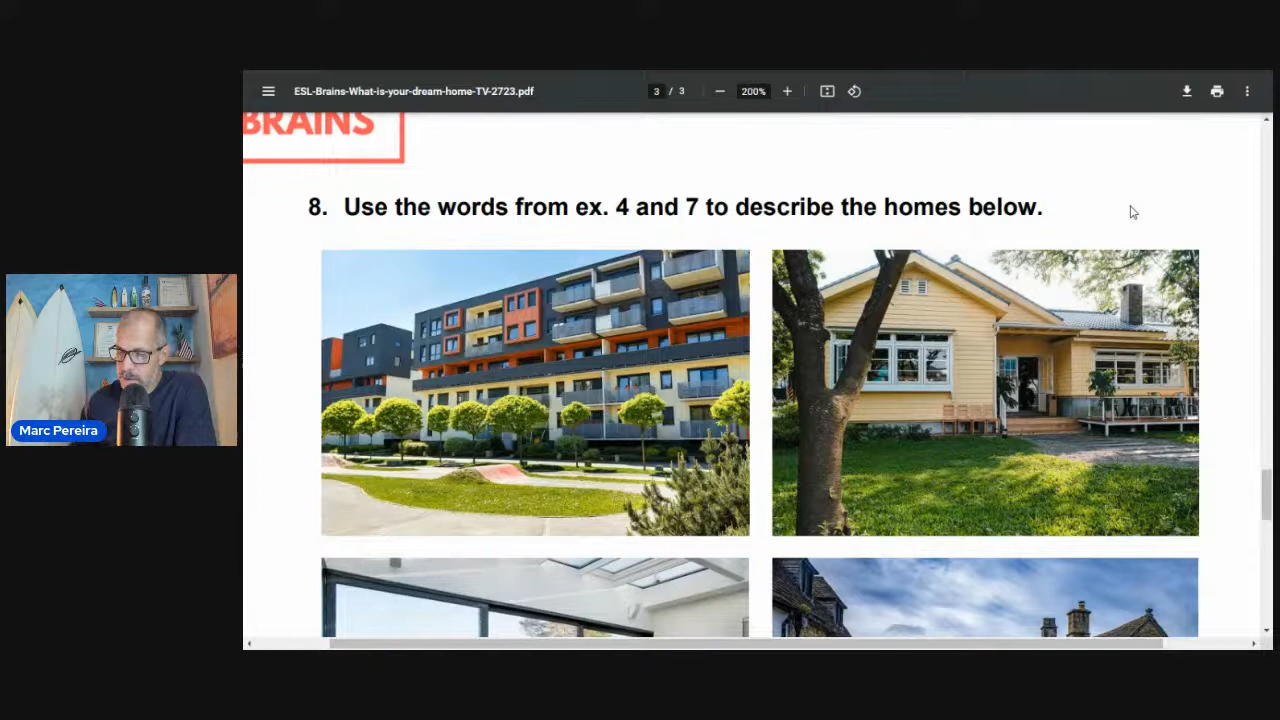 ESL-Brains-What-is-your-dream-home-TV-2723.pdf 3 / 3 200%
BRAINS
8. Use the words from ex. 4 and 7 to describe the homes below.
Marc Pereira